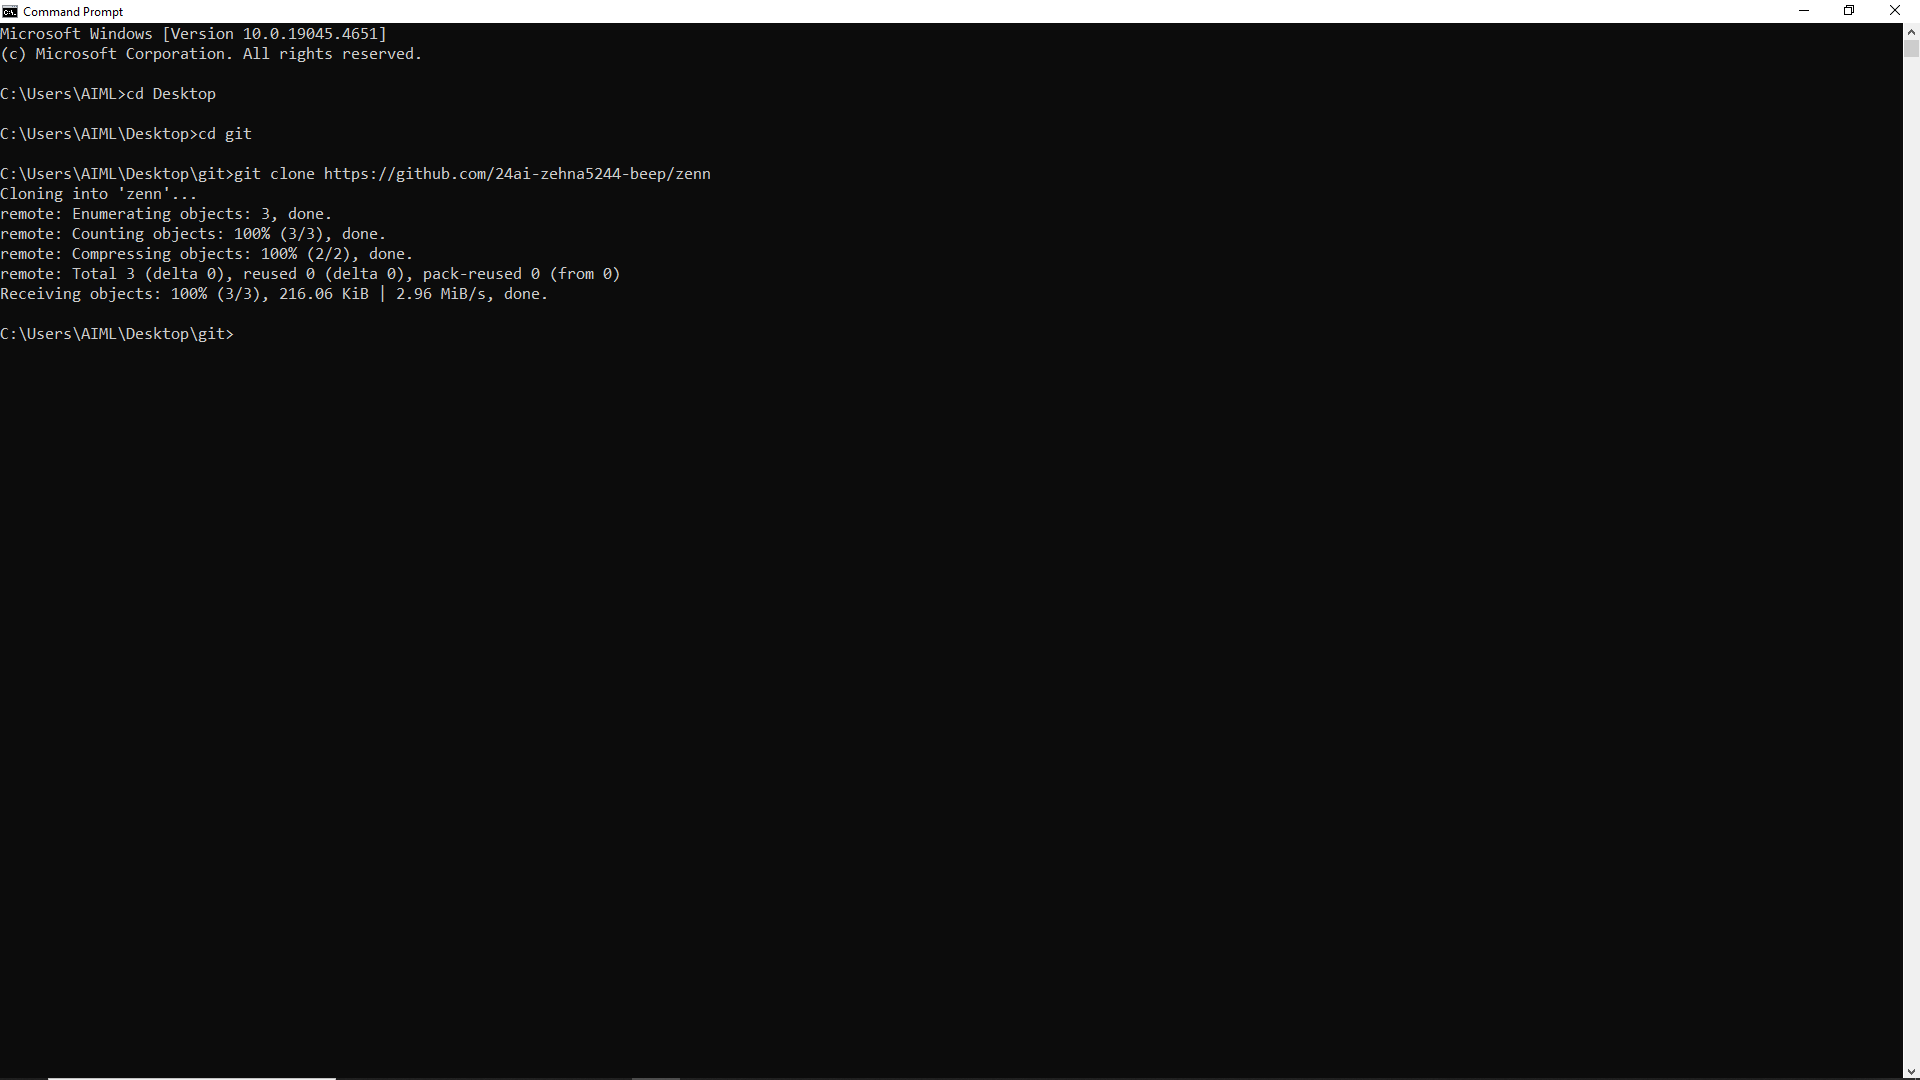 Command Prompt
Microsoft Windows [Version 10.0.19045.4651]
(c) Microsoft Corporation. All rights reserved.
C:\Users\AIML>cd Desktop
C:\Users\AIML\Desktop>cd git
C:\Users\AIML\Desktop\git>git clone https://github.com/24ai-zehna5244-beep/zenn
Cloning into 'zenn'...
remote: Enumerating objects: 3, done.
remote: Counting objects: 100% (3/3), done.
remote: Compressing objects: 100% (2/2), done.
remote: Total 3 (delta 0), reused 0 (delta 0), pack-reused 0 (from 0)
Receiving objects: 100% (3/3), 216.06 KiB | 2.96 MiB/s, done.
C:\Users\AIML\Desktop\git>